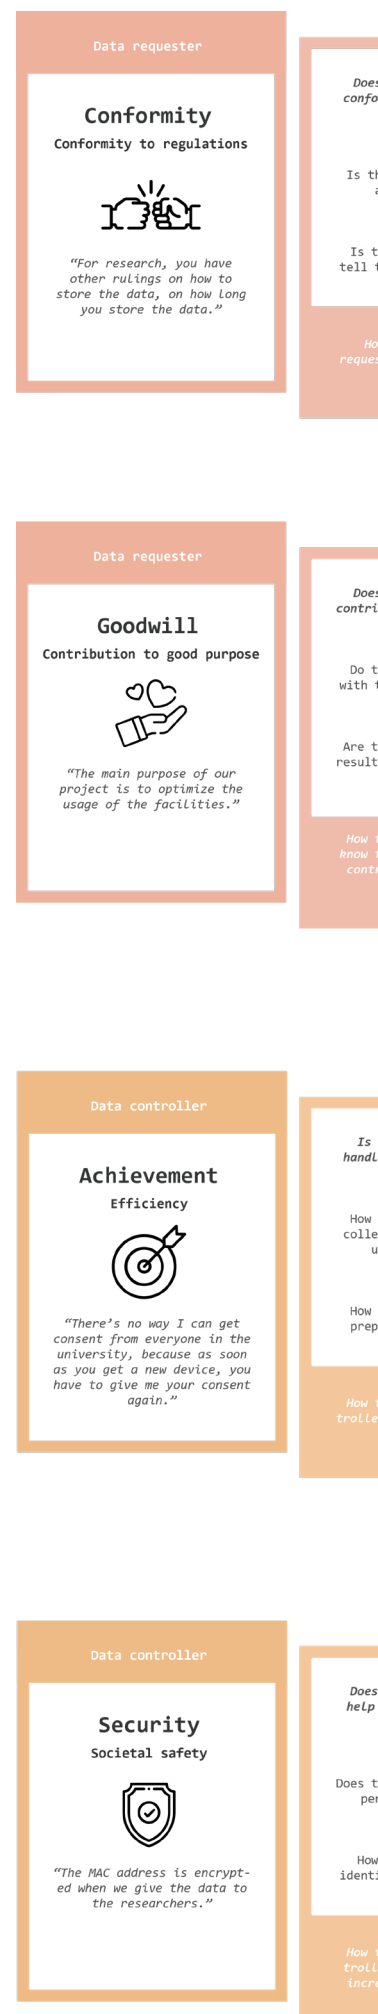 Data requester
Conformity
Conformity to regulations
“For research, you have
other rulings on how to
store the data, on how long
you store the data.”
Does
confo
Is th
a
Is t
tell t
Ho
reques
Data requester
Goodwill
Contribution to good purpose
“The main purpose of our
project is to optimize the
usage of the facilities.”
Does
contri
Do t
with t
Are t
result
How t
know t
contr
Data controller
Achievement
Efficiency
“There’s no way I can get
consent from everyone in the
university, because as soon
as you get a new device, you
have to give me your consent
again.”
Is
handl
How
colle
u
How
prep
How t
trolle
Data controller
Security
Societal safety
“The MAC address is encrypt-
ed when we give the data to
the researchers.”
Does
help
Does t
per
How
identi
How t
troll
incre